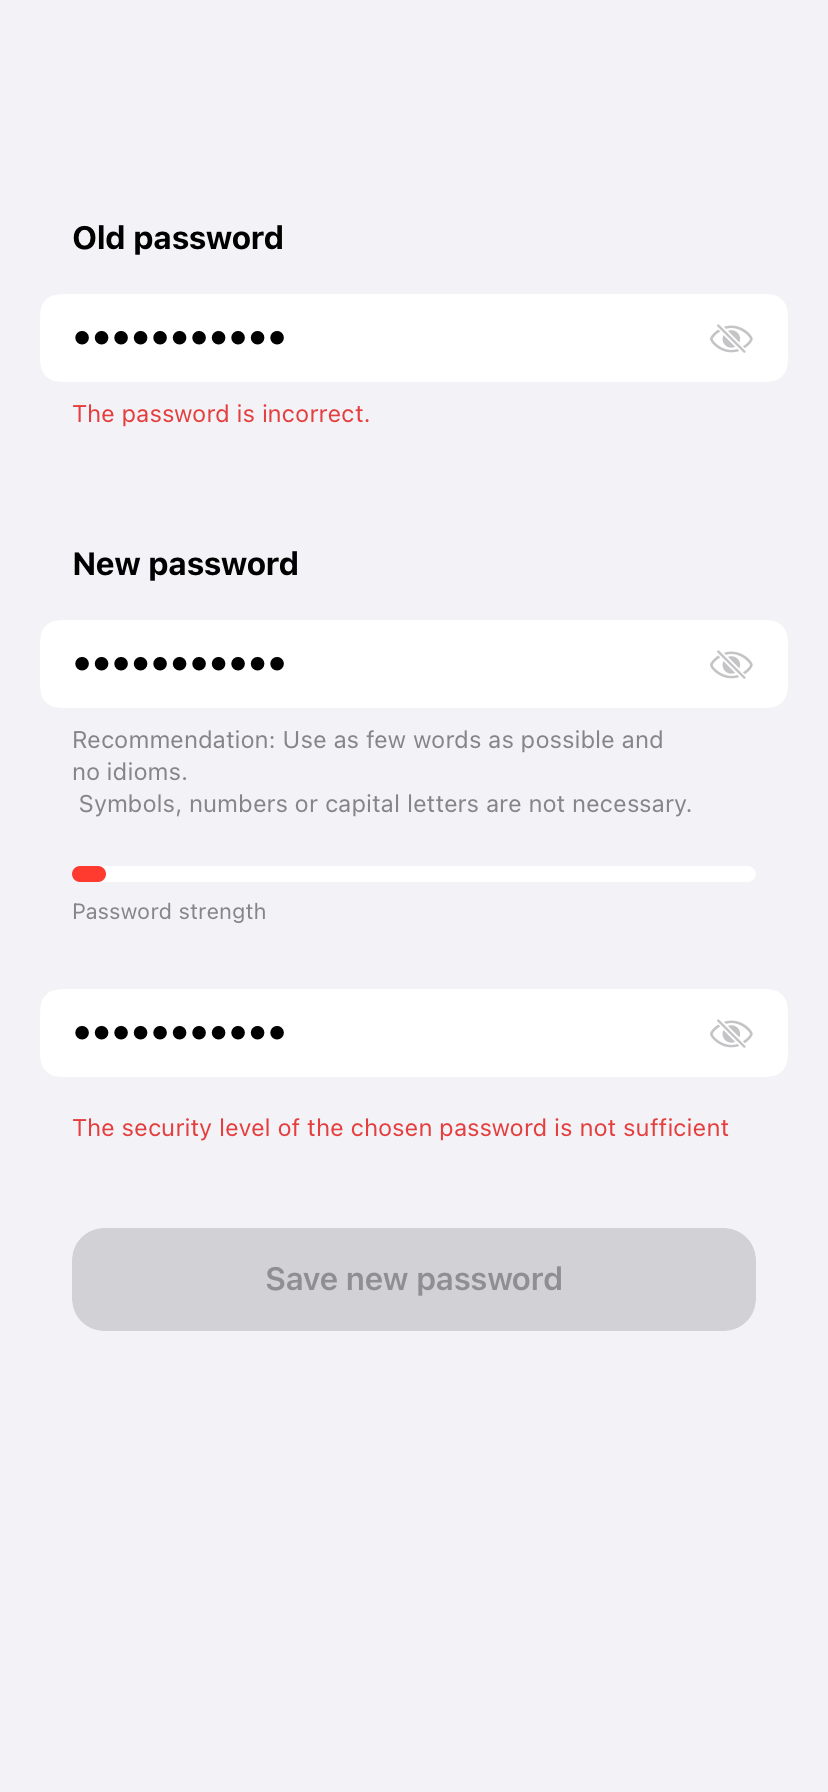 Old password
•••••••••••
The password is incorrect.
New password
•••••••••••
Recommendation: Use as few words as possible and
no idioms.
Symbols, numbers or capital letters are not necessary.
Password strength
•••••••••••
The security level of the chosen password is not sufficient
Save new password